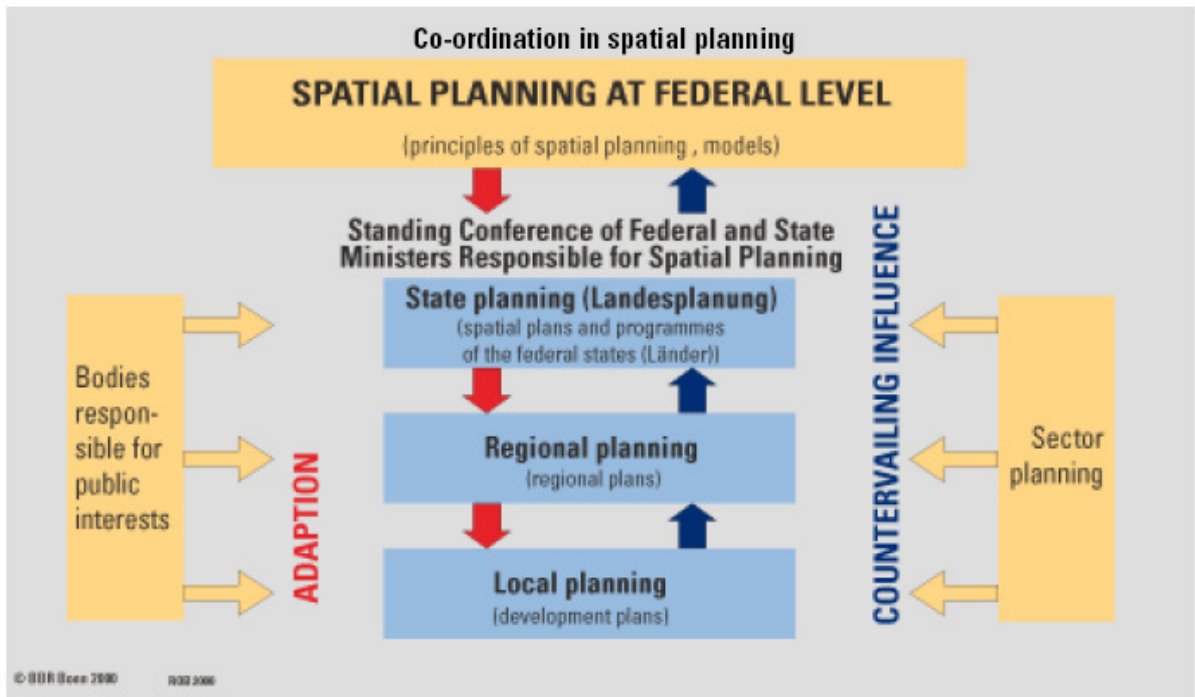 Co-ordination in spatial planning
SPATIAL PLANNING AT FEDERAL LEVEL
(principles of spatial planning , models)
Standing Conference of Federal and State
Ministers Responsible for Spatial Planning
State planning (Landesplanung)
(spatial plans and programmes
of the federal states (Länder))
Regional planning
(regional plans)
Local planning
(development plans)
Bodies
respon-
sible for
public
interests
ADAPTION
COUNTERVAILING INFLUENCE
Sector
planning
© BBR Bonn 2000
ROB 2000